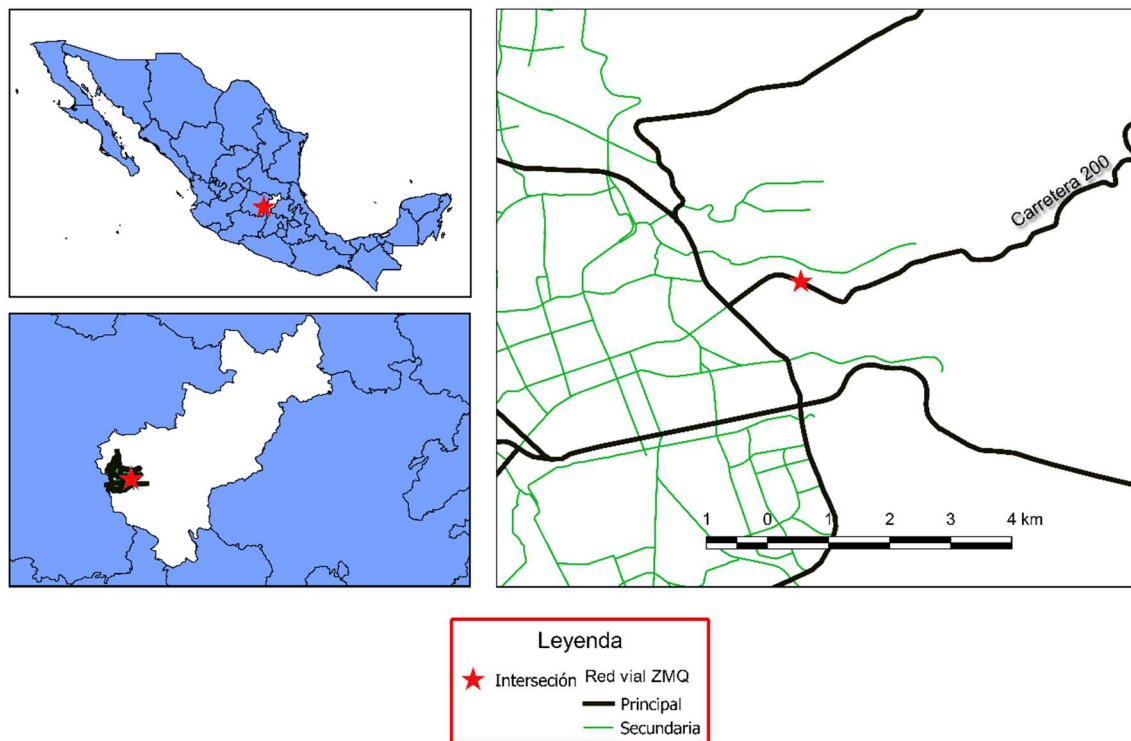 Carretera 200
1 0 1 2 3 4 km
Leyenda
Interseción Red vial ZMQ
Principal
Secundaria